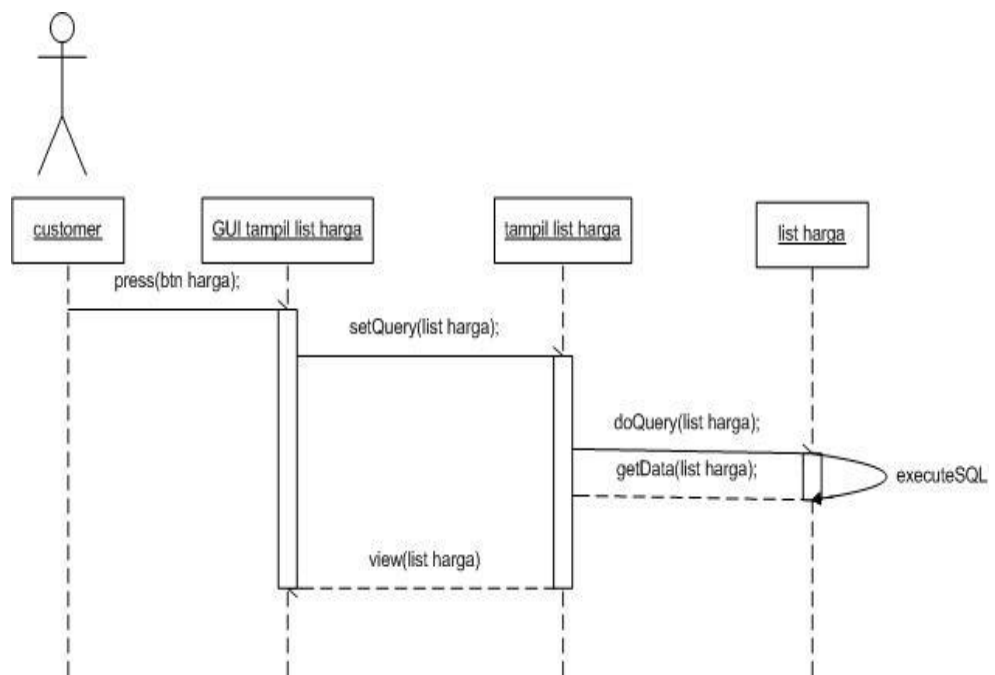 customer
GUI tampil list harga
tampil list harga
list harga
press(btn harga);
setQuery(list harga);
doQuery(list harga);
getData(list harga);
executeSQL
view(list harga)